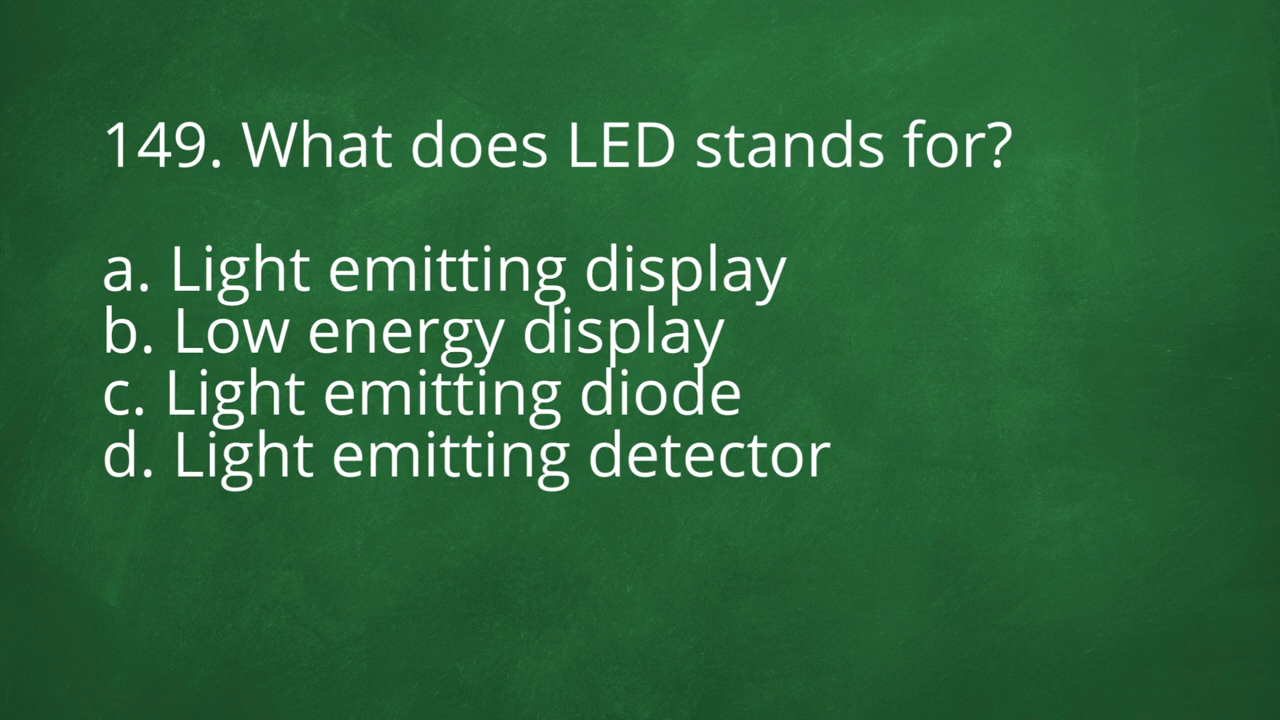 149. What does LED stands for?
a. Light emitting display
b. Low energy display
c. Light emitting diode
d. Light emitting detector